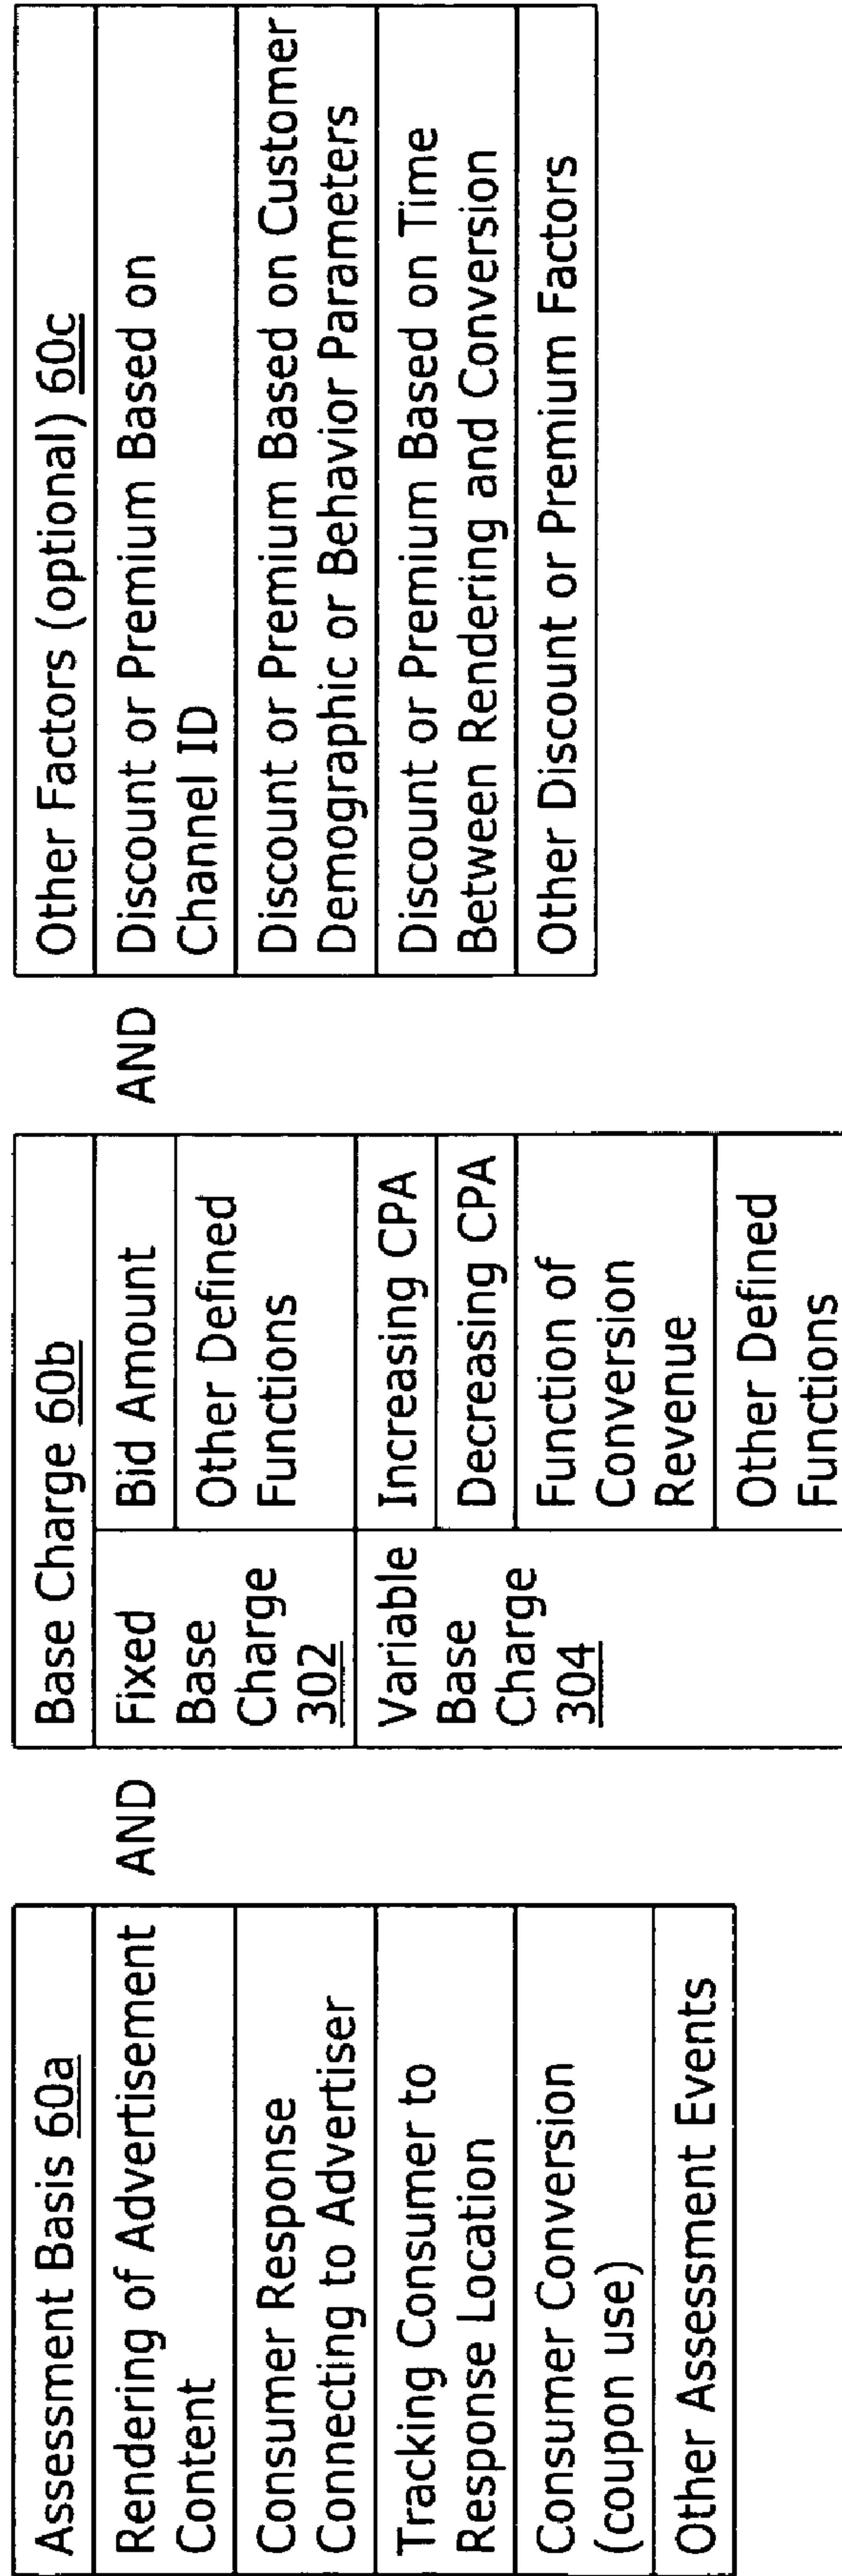 Assessment Basis 60a
Rendering of Advertisement
Content
Consumer Response
Connecting to Advertiser
Tracking Consumer to
Response Location
Consumer Conversion
(coupon use)
Other Assessment Events
AND
Base Charge 60b
Fixed
Base
Charge
302
Bid Amount
Other Defined
Functions
Variable
Base
Charge
304
Increasing CPA
Decreasing CPA
Function of
Conversion
Revenue
Other Defined
Functions
AND
Other Factors (optional) 60c
Discount or Premium Based on
Channel ID
Discount or Premium Based on Customer
Demographic or Behavior Parameters
Discount or Premium Based on Time
Between Rendering and Conversion
Other Discount or Premium Factors